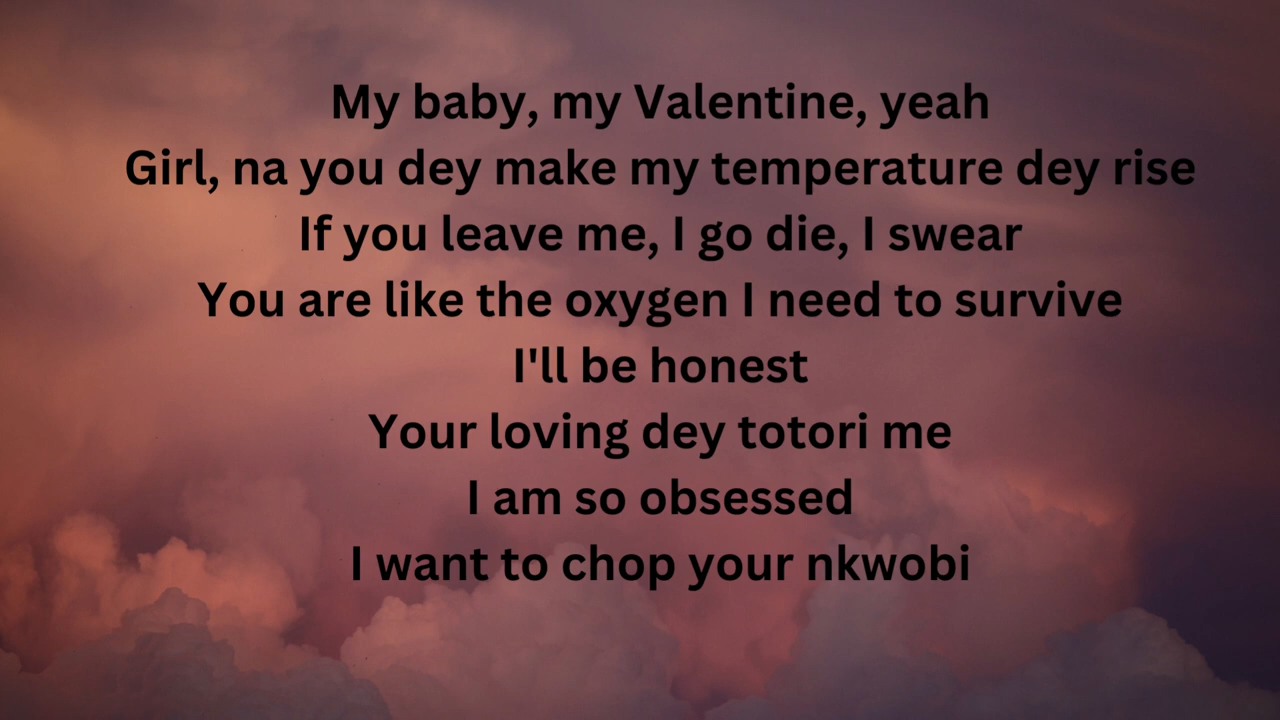 My baby, my Valentine, yeah
Girl, na you dey make my temperature dey rise
If you leave me, I go die, I swear
You are like the oxygen I need to survive
I'll be honest
Your loving dey totori me
I am so obsessed
I want to chop your nkwobi